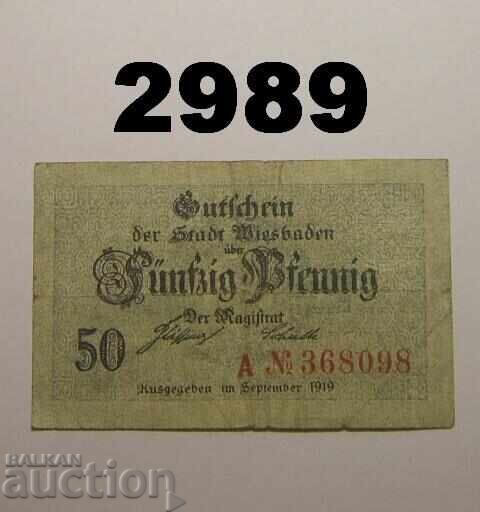 2989
Gutschein
der Stadt Wiesbaden
über
Fünfzig Pfennig
Der Magistrat
50
A № 368098
Ausgegeben im September 1919
BALKAN
auction